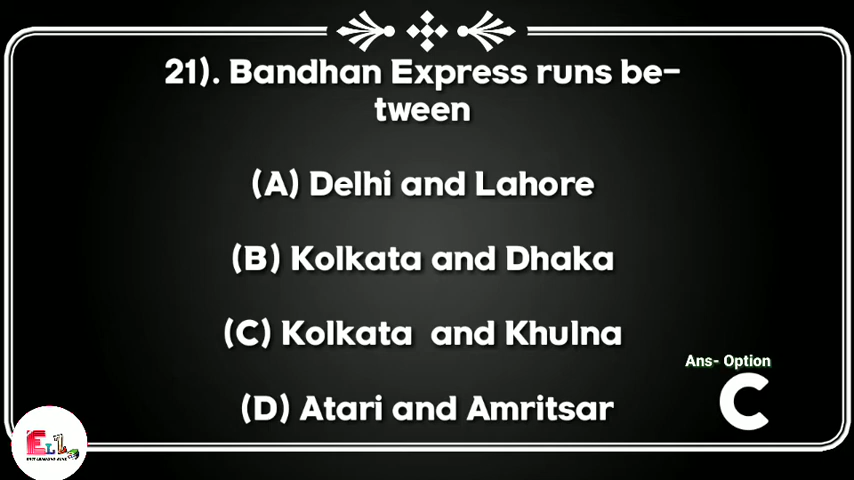 21). Bandhan Express runs be-
tween
(A) Delhi and Lahore
(B) Kolkata and Dhaka
(C) Kolkata and Khulna
(D) Atari and Amritsar
Ans- Option
C